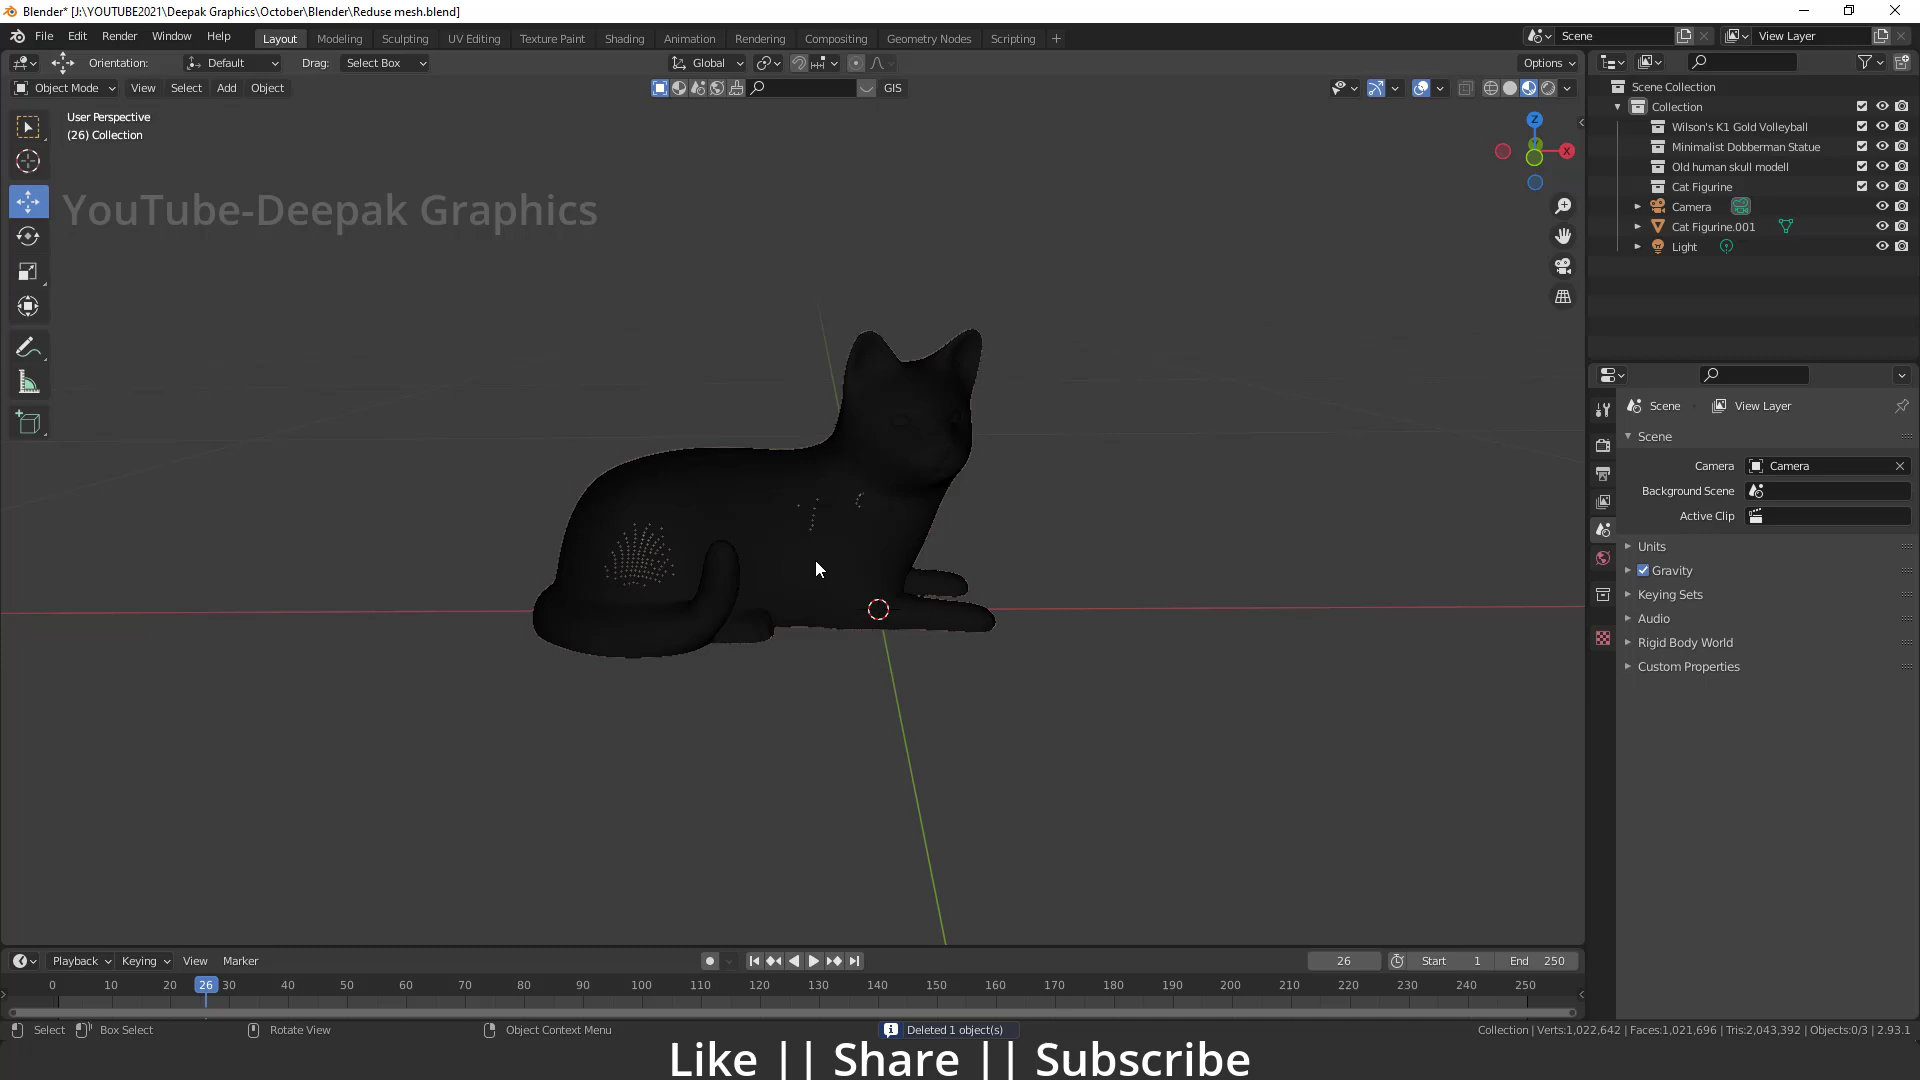 Blender* [J:\YOUTUBE2021\Deepak Graphics\October\Blender\Reduse mesh.blend]
File Edit Render Window Help Layout Modeling Sculpting UV Editing Texture Paint Shading Animation Rendering Compositing Geometry Nodes Scripting + Scene View Layer
Orientation: Default Drag: Select Box Global Options
Object Mode View Select Add Object GIS
Scene Collection
Collection
Wilson's K1 Gold Volleyball
Minimalist Dobberman Statue
Old human skull modell
Cat Figurine
Camera
Cat Figurine.001
Light
User Perspective
(26) Collection
Z
X
YouTube-Deepak Graphics
Scene View Layer
Scene
Camera Camera
Background Scene
Active Clip
Units
Gravity
Keying Sets
Audio
Rigid Body World
Custom Properties
Playback Keying View Marker 26 Start 1 End 250
0 10 20 26 30 40 50 60 70 80 90 100 110 120 130 140 150 160 170 180 190 200 210 220 230 240 250
Select Box Select Rotate View Object Context Menu Deleted 1 object(s) Collection | Verts:1,022,642 | Faces:1,021,696 | Tris:2,043,392 | Objects:0/3 | 2.93.1
Like || Share || Subscribe